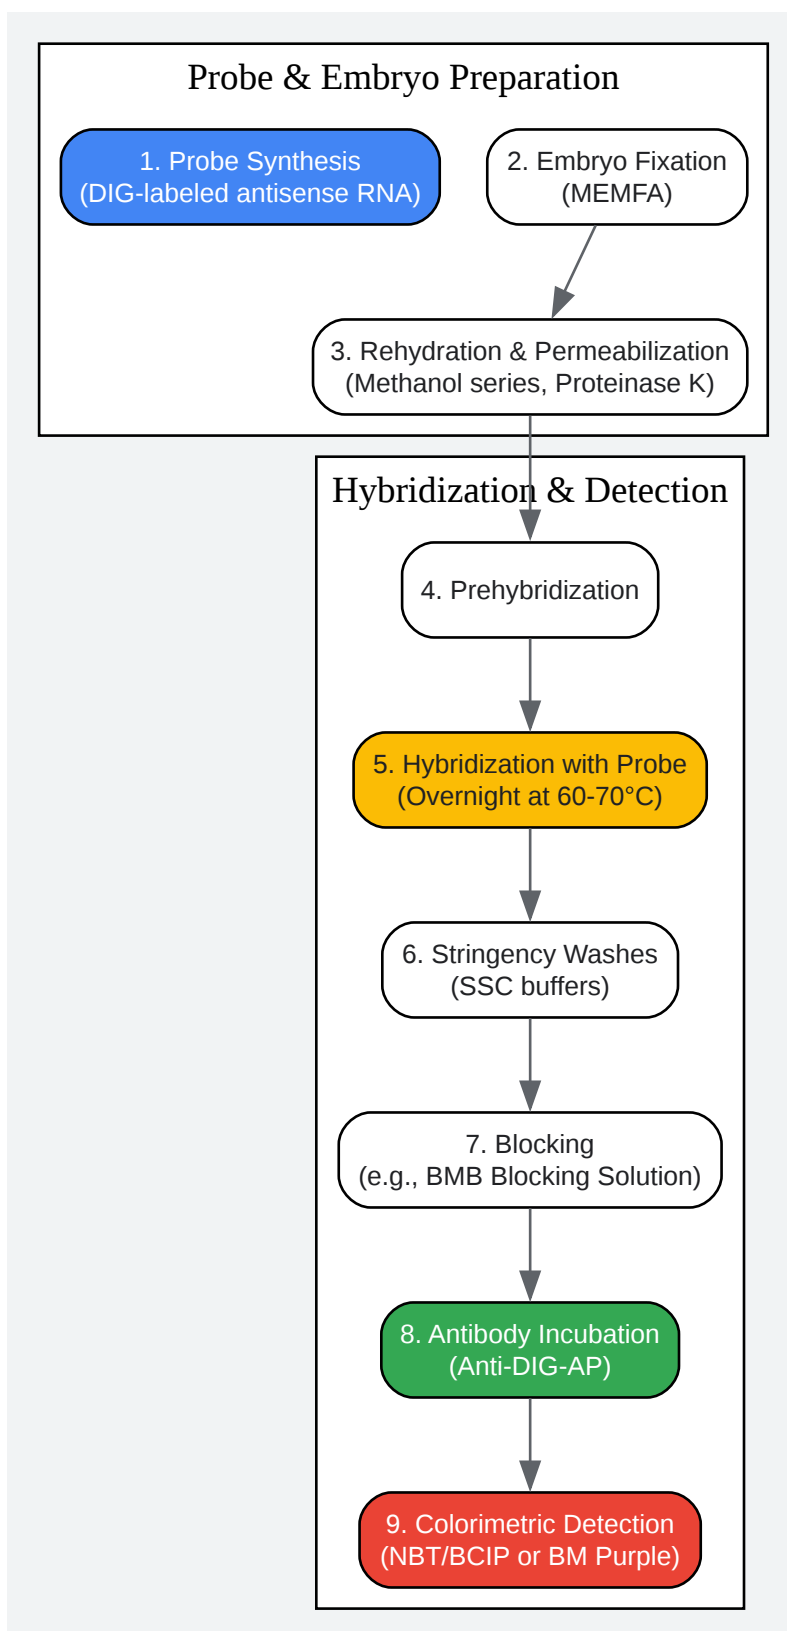 Probe & Embryo Preparation
1. Probe Synthesis
(DIG-labeled antisense RNA)
2. Embryo Fixation
(MEMFA)
3. Rehydration & Permeabilization
(Methanol series, Proteinase K)
Hybridization & Detection
4. Prehybridization
5. Hybridization with Probe
(Overnight at 60-70°C)
6. Stringency Washes
(SSC buffers)
7. Blocking
(e.g., BMB Blocking Solution)
8. Antibody Incubation
(Anti-DIG-AP)
9. Colorimetric Detection
(NBT/BCIP or BM Purple)